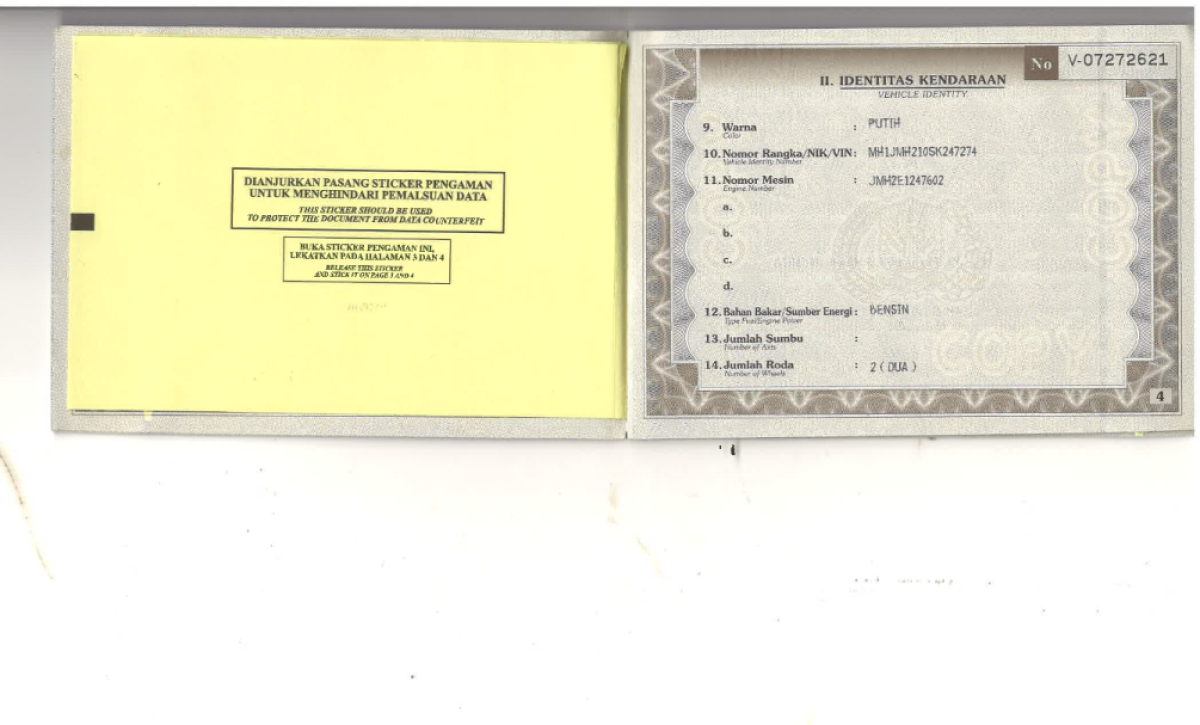 DIANJURKAN PASANG STICKER PENGAMAN
UNTUK MENGHINDARI PEMALSUAN DATA
THIS STICKER SHOULD BE USED
TO PROTECT THE DOCUMENT FROM DATA COUNTERFEIT
BUKA STICKER PENGAMAN INI,
LEKATKAN PADA HALAMAN 3 DAN 4
RELEASE THIS STICKER
AND STICK IT ON PAGE 3 AND 4
No V-07272621
II. IDENTITAS KENDARAAN
VEHICLE IDENTITY
9. Warna : PUTIH
Color
10. Nomor Rangka/NIK/VIN : MH1JMH210SK247274
Vehicle Identity Number
11. Nomor Mesin : JMH2E1247602
Engine Number
a.
b.
c.
d.
12. Bahan Bakar/Sumber Energi : BENSIN
Type Fuel/Engine Power
13. Jumlah Sumbu :
Number of Axis
14. Jumlah Roda : 2 ( DUA )
Number of Wheels
COPY
4